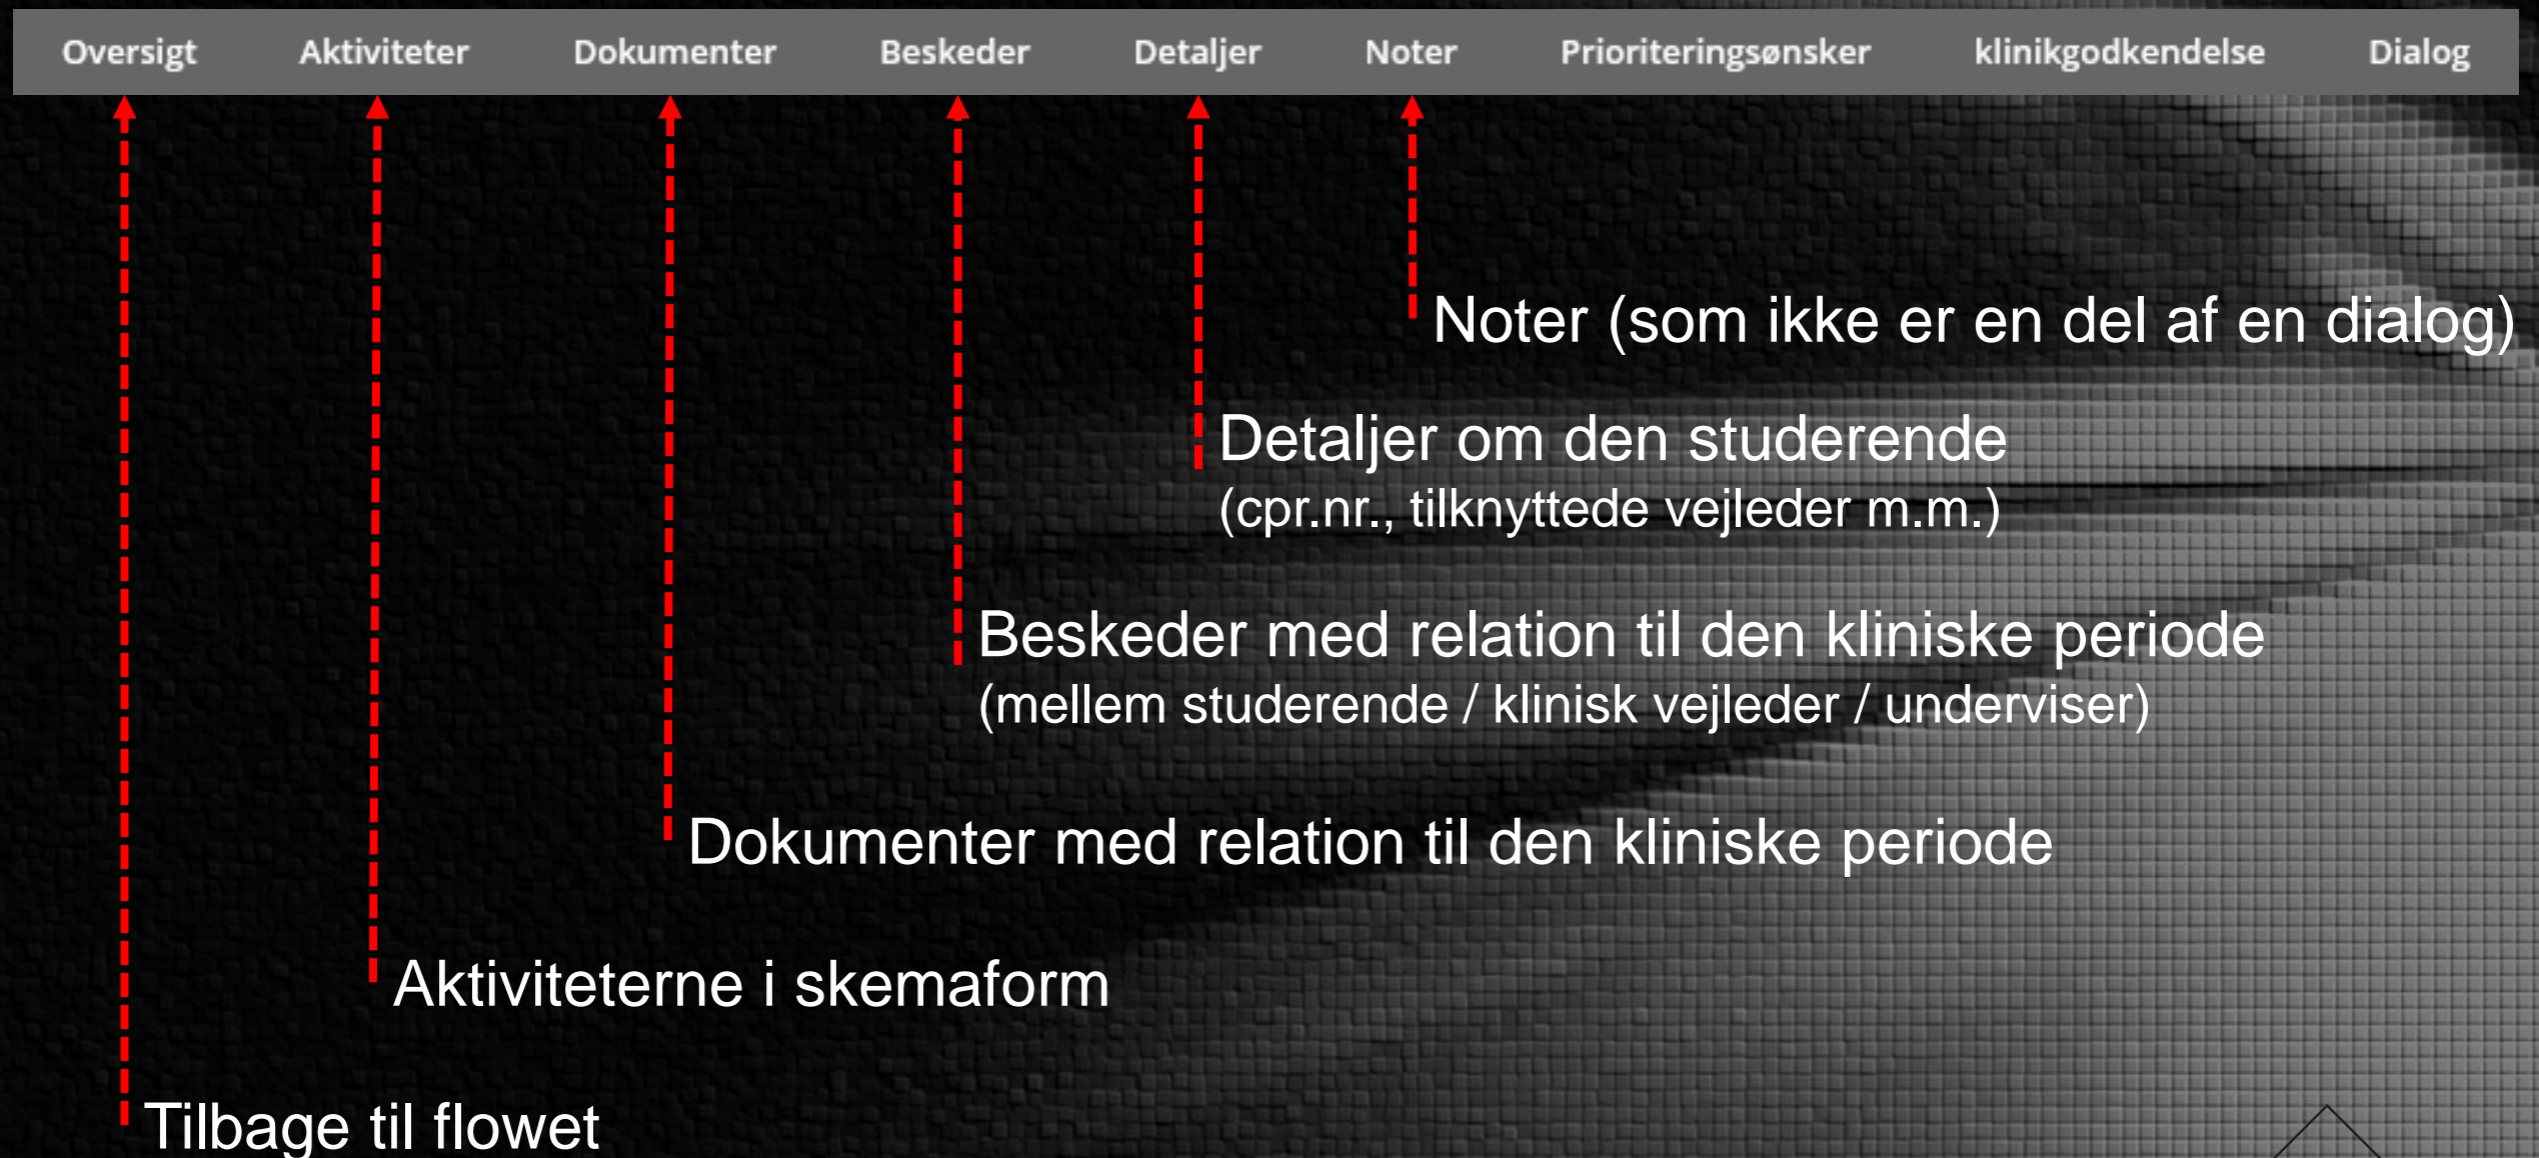 Oversigt Aktiviteter Dokumenter Beskeder Detaljer Noter Prioriteringsønsker klinikgodkendelse Dialog
Noter (som ikke er en del af en dialog)
Detaljer om den studerende
(cpr.nr., tilknyttede vejleder m.m.)
Beskeder med relation til den kliniske periode
(mellem studerende / klinisk vejleder / underviser)
Dokumenter med relation til den kliniske periode
Aktiviteterne i skemaform
Tilbage til flowet